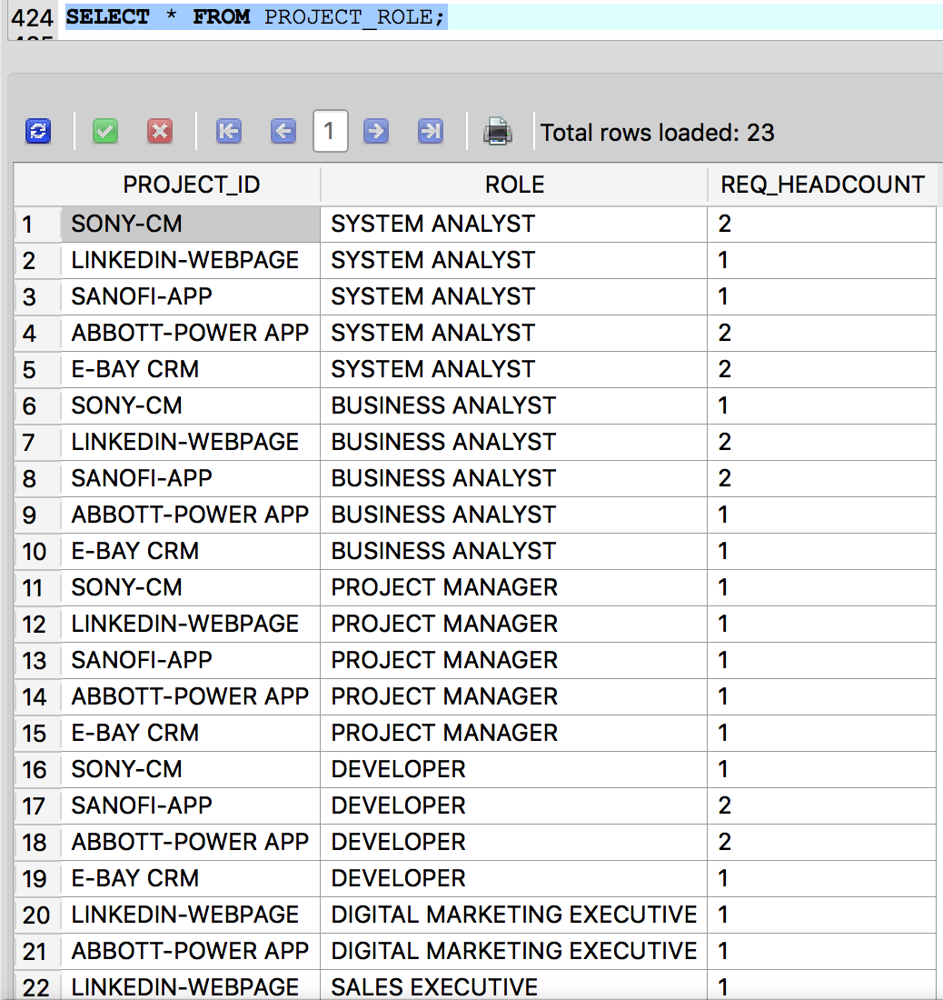 424 SELECT * FROM PROJECT_ROLE;
1 Total rows loaded: 23
PROJECT_ID ROLE REQ_HEADCOUNT
1 SONY-CM SYSTEM ANALYST 2
2 LINKEDIN-WEBPAGE SYSTEM ANALYST 1
3 SANOFI-APP SYSTEM ANALYST 1
4 ABBOTT-POWER APP SYSTEM ANALYST 2
5 E-BAY CRM SYSTEM ANALYST 2
6 SONY-CM BUSINESS ANALYST 1
7 LINKEDIN-WEBPAGE BUSINESS ANALYST 2
8 SANOFI-APP BUSINESS ANALYST 2
9 ABBOTT-POWER APP BUSINESS ANALYST 1
10 E-BAY CRM BUSINESS ANALYST 1
11 SONY-CM PROJECT MANAGER 1
12 LINKEDIN-WEBPAGE PROJECT MANAGER 1
13 SANOFI-APP PROJECT MANAGER 1
14 ABBOTT-POWER APP PROJECT MANAGER 1
15 E-BAY CRM PROJECT MANAGER 1
16 SONY-CM DEVELOPER 1
17 SANOFI-APP DEVELOPER 2
18 ABBOTT-POWER APP DEVELOPER 2
19 E-BAY CRM DEVELOPER 1
20 LINKEDIN-WEBPAGE DIGITAL MARKETING EXECUTIVE 1
21 ABBOTT-POWER APP DIGITAL MARKETING EXECUTIVE 1
22 LINKEDIN-WEBPAGE SALES EXECUTIVE 1